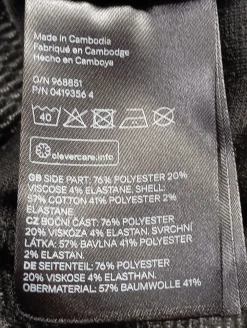 Made in Cambodia
Fabriqué en Cambodge
Hecho en Camboya
O/N 968851
P/N 0419356 4
40
clevercare.info
GB SIDE PART: 76% POLYESTER 20%
VISCOSE 4% ELASTANE. SHELL:
57% COTTON 41% POLYESTER 2%
ELASTANE
CZ BOČNÍ ČÁST: 76% POLYESTER
20% VISKÓZA 4% ELASTAN. SVRCHNÍ
LÁTKA: 57% BAVLNA 41% POLYESTER
2% ELASTAN.
DE SEITENTEIL: 76% POLYESTER
20% VISKOSE 4% ELASTHAN.
OBERMATERIAL: 57% BAUMWOLLE 41%